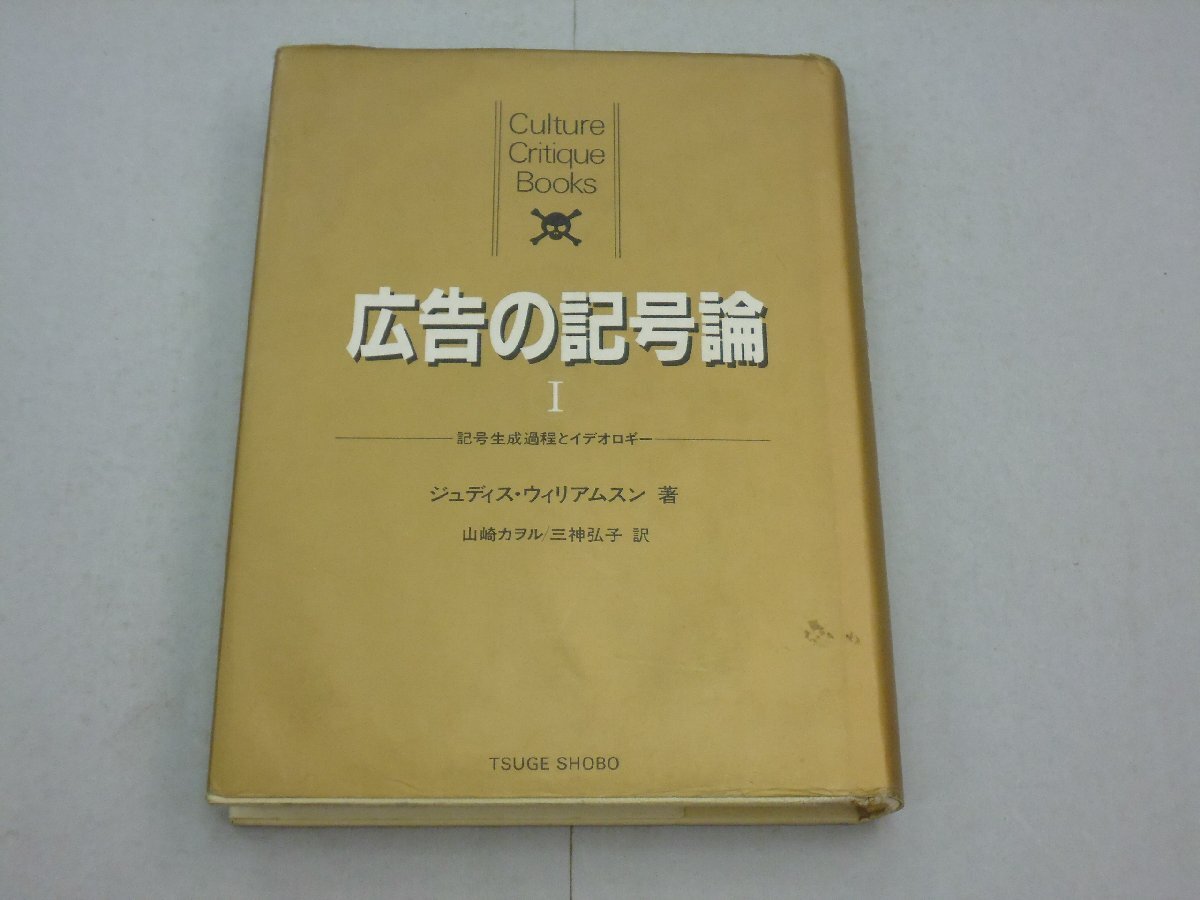 Culture
Critique
Books
広告の記号論
I
記号生成過程とイデオロギー
ジュディス・ウィリアムスン 著
山崎カヲル/三神弘子 訳
TSUGE SHOBO